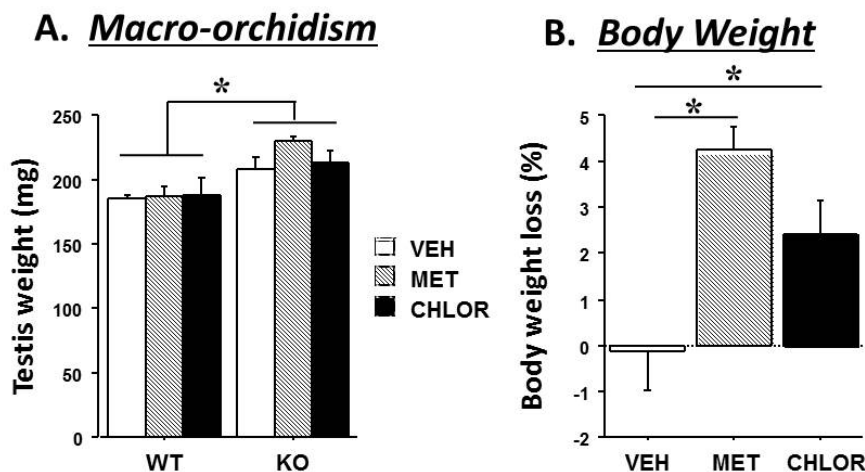 A. Macro-orchidism
*
Testis weight (mg)
250
200
150
100
50
0
WT KO
VEH
MET
CHLOR
B. Body Weight
*
*
Body weight loss (%)
5
4
3
2
1
0
-1
-2
VEH MET CHLOR